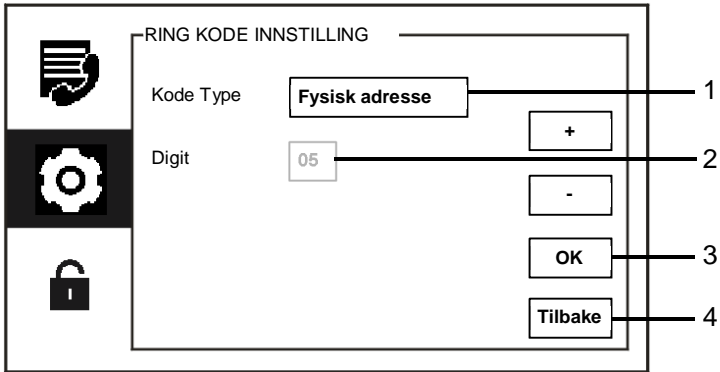 RING KODE INNSTILLING
Kode Type
Fysisk adresse
1
+
Digit
05
2
-
OK
3
Tilbake
4